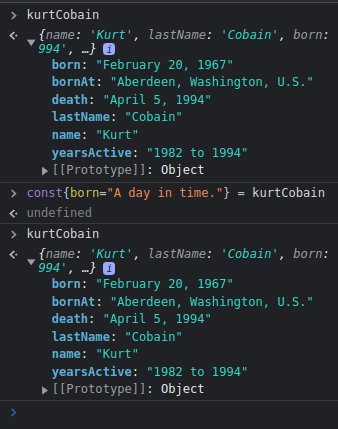 > kurtCobain
{name: 'Kurt', lastName: 'Cobain', born:
994', …} i
born: "February 20, 1967"
bornAt: "Aberdeen, Washington, U.S."
death: "April 5, 1994"
lastName: "Cobain"
name: "Kurt"
yearsActive: "1982 to 1994"
[[Prototype]]: Object
> const{born="A day in time."} = kurtCobain
undefined
> kurtCobain
{name: 'Kurt', lastName: 'Cobain', born:
994', …} i
born: "February 20, 1967"
bornAt: "Aberdeen, Washington, U.S."
death: "April 5, 1994"
lastName: "Cobain"
name: "Kurt"
yearsActive: "1982 to 1994"
[[Prototype]]: Object
>